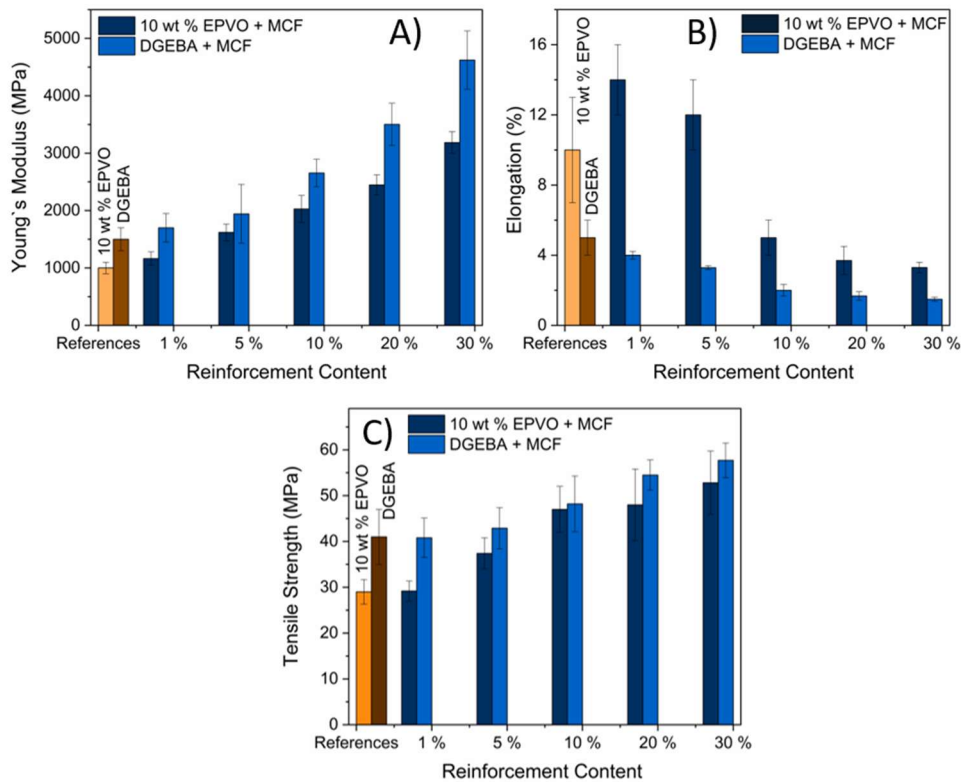 A)
10 wt % EPVO + MCF
DGEBA + MCF
10 wt % EPVO
DGEBA
Young`s Modulus (MPa)
5000
4000
3000
2000
1000
0
References
1 %
5 %
10 %
20 %
30 %
Reinforcement Content
B)
10 wt % EPVO + MCF
DGEBA + MCF
10 wt % EPVO
DGEBA
Elongation (%)
16
12
8
4
0
References
1 %
5 %
10 %
20 %
30 %
Reinforcement Content
C)
10 wt % EPVO + MCF
DGEBA + MCF
10 wt % EPVO
DGEBA
Tensile Strength (MPa)
60
50
40
30
20
10
0
References
1 %
5 %
10 %
20 %
30 %
Reinforcement Content